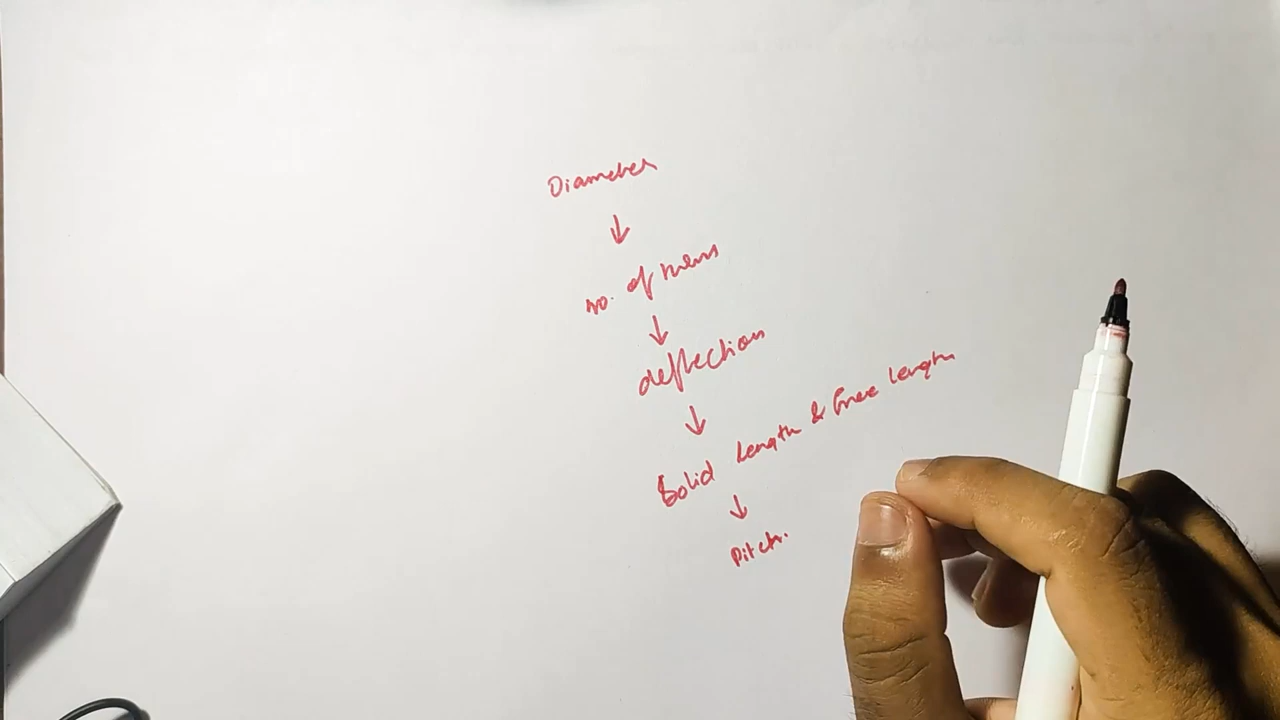 Diameter
↓
no. of turns
↓
deflection
↓
Solid Length & Free Length
↓
Pitch.